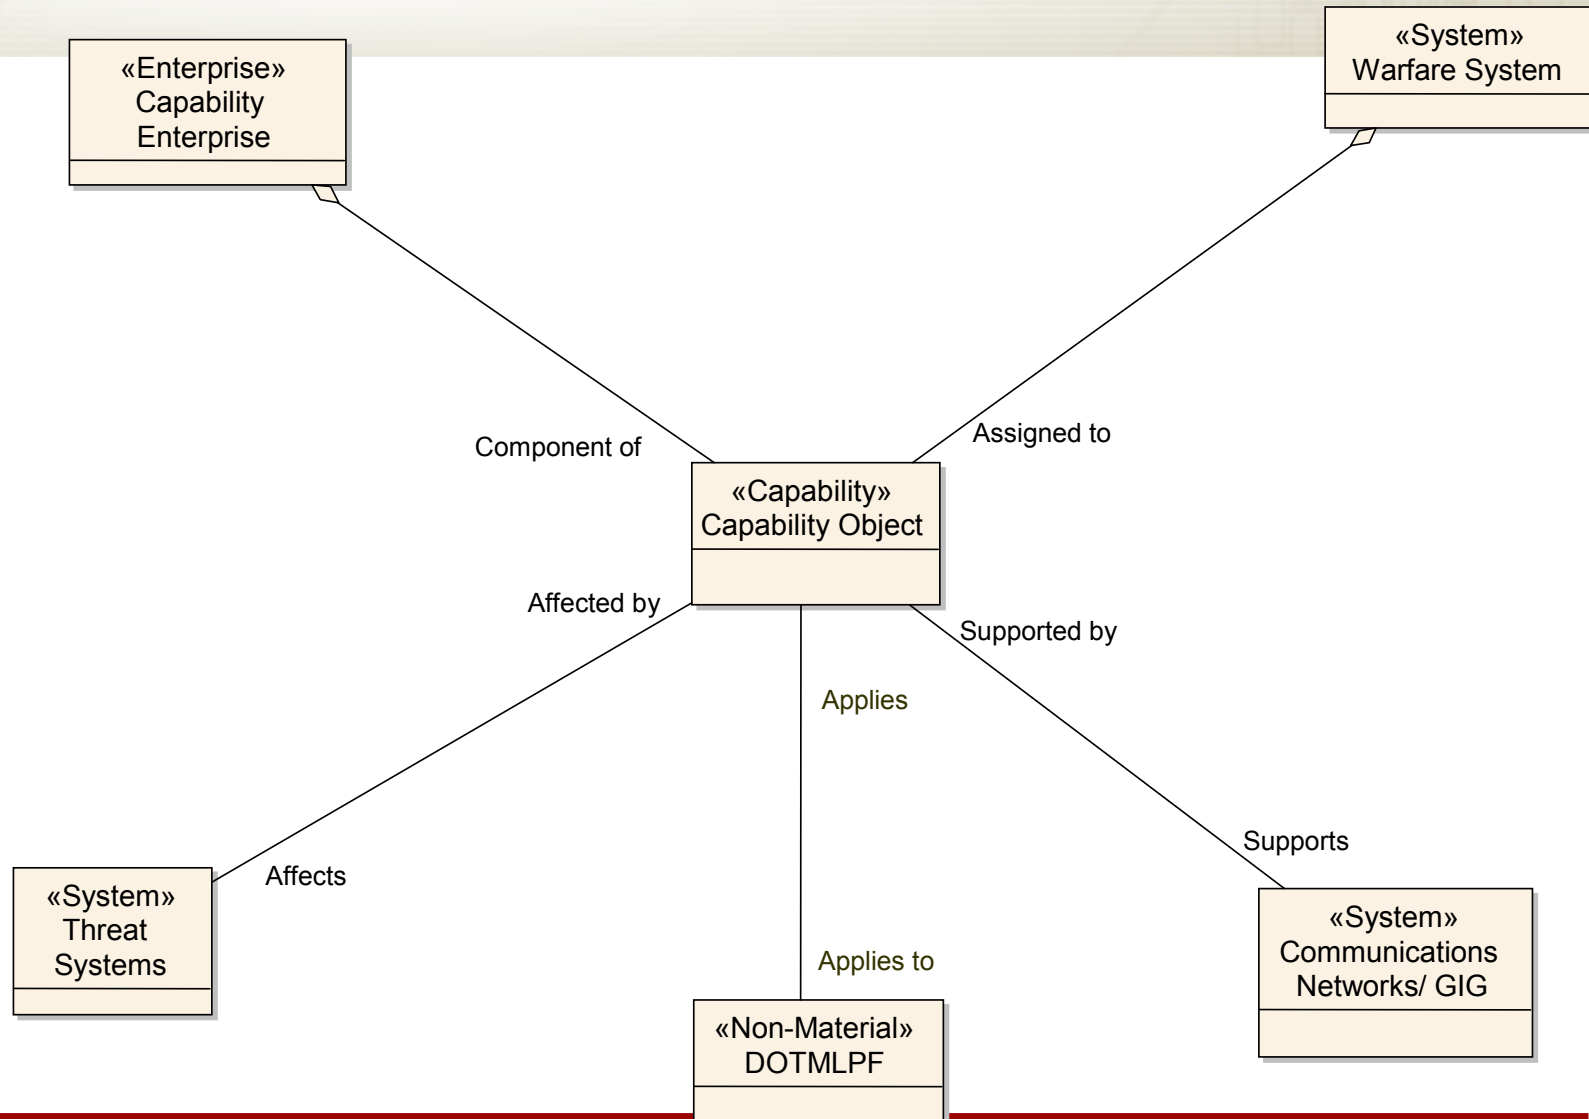 «Enterprise»
Capability
Enterprise
«System»
Warfare System
Component of
Assigned to
«Capability»
Capability Object
Affected by
Supported by
Applies
Supports
Affects
«System»
Threat
Systems
Applies to
«System»
Communications
Networks/ GIG
«Non-Material»
DOTMLPF